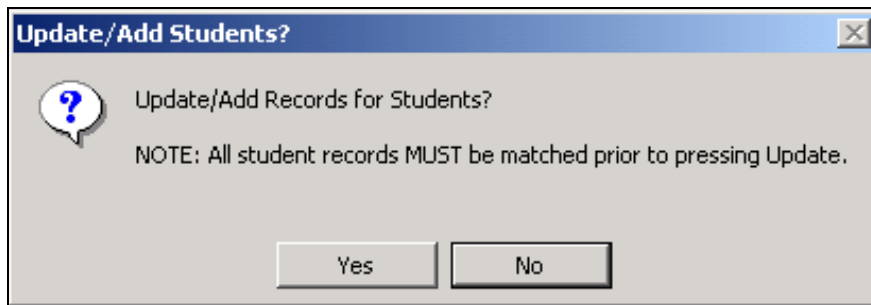 Update/Add Students?
Update/Add Records for Students?
NOTE: All student records MUST be matched prior to pressing Update.
Yes
No